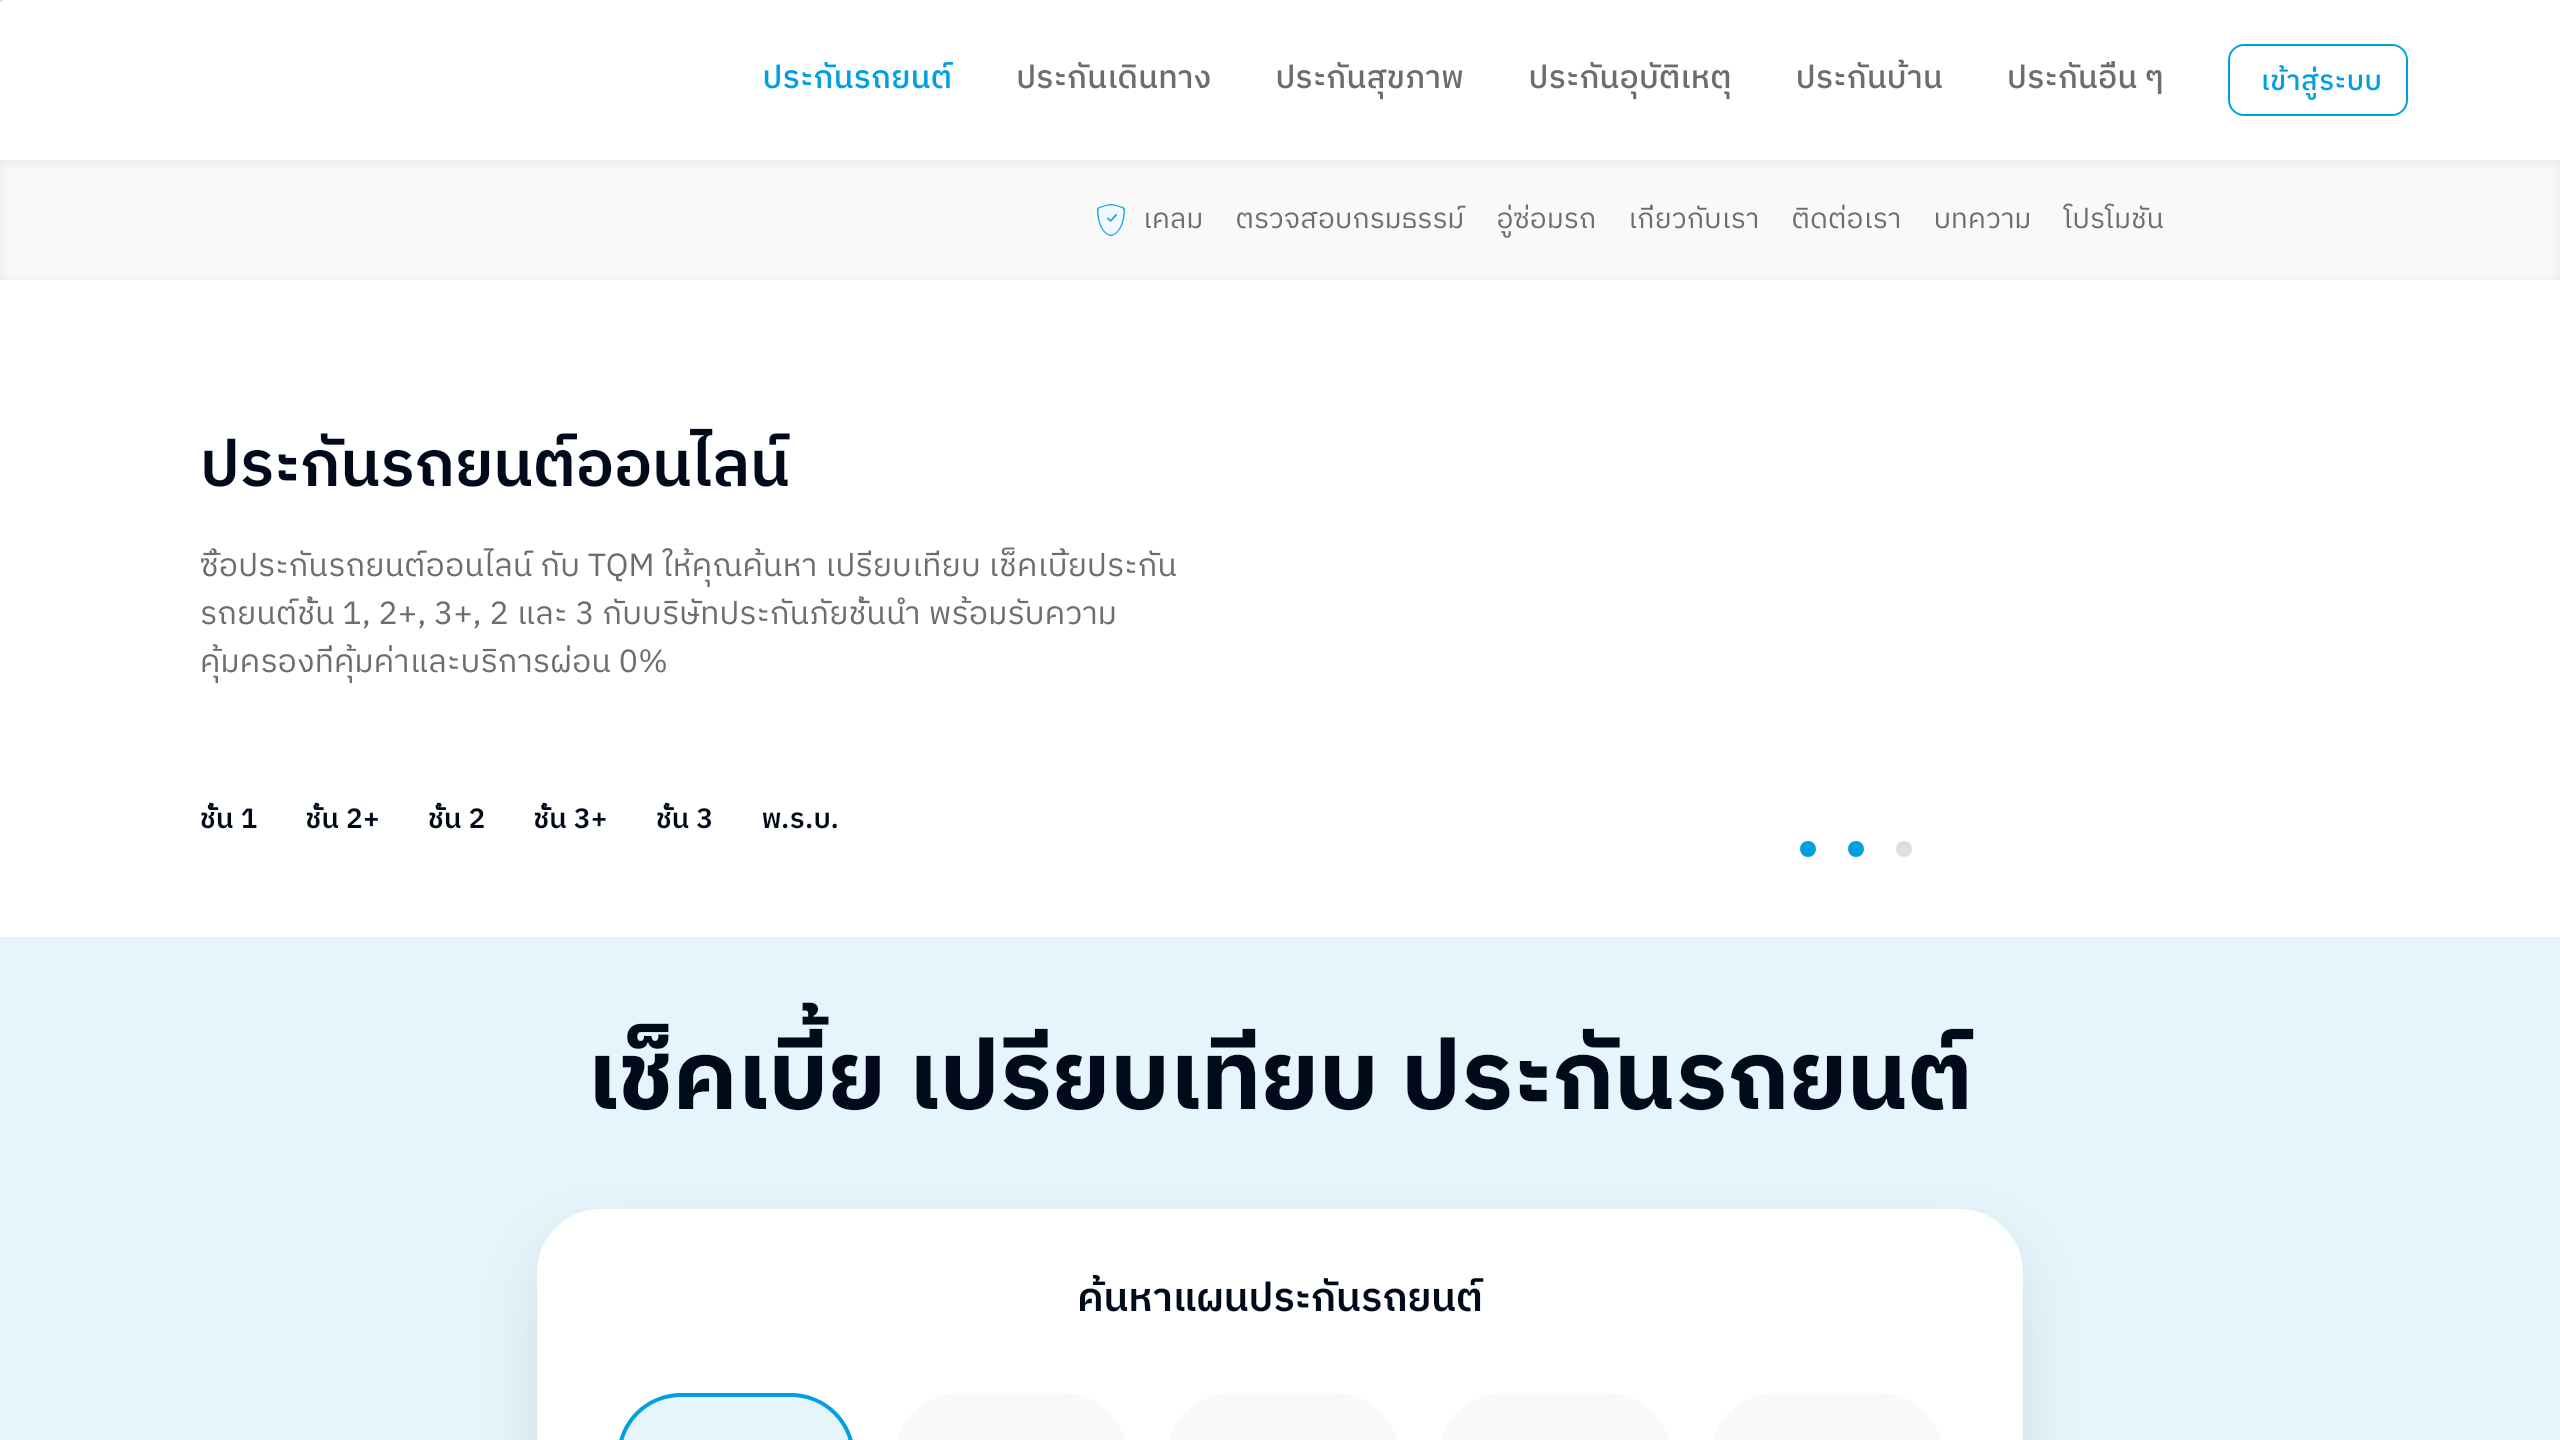 ประกันรถยนต์ ประกันเดินทาง ประกันสุขภาพ ประกันอุบัติเหตุ ประกันบ้าน ประกันอื่น ๆ เข้าสู่ระบบ
เคลม ตรวจสอบกรมธรรม์ อู่ซ่อมรถ เกี่ยวกับเรา ติดต่อเรา บทความ โปรโมชัน
ประกันรถยนต์ออนไลน์
ซื้อประกันรถยนต์ออนไลน์ กับ TQM ให้คุณค้นหา เปรียบเทียบ เช็คเบี้ยประกัน
รถยนต์ชั้น 1, 2+, 3+, 2 และ 3 กับบริษัทประกันภัยชั้นนำ พร้อมรับความ
คุ้มครองที่คุ้มค่าและบริการผ่อน 0%
ชั้น 1 ชั้น 2+ ชั้น 2 ชั้น 3+ ชั้น 3 พ.ร.บ.
เช็คเบี้ย เปรียบเทียบ ประกันรถยนต์
ค้นหาแผนประกันรถยนต์